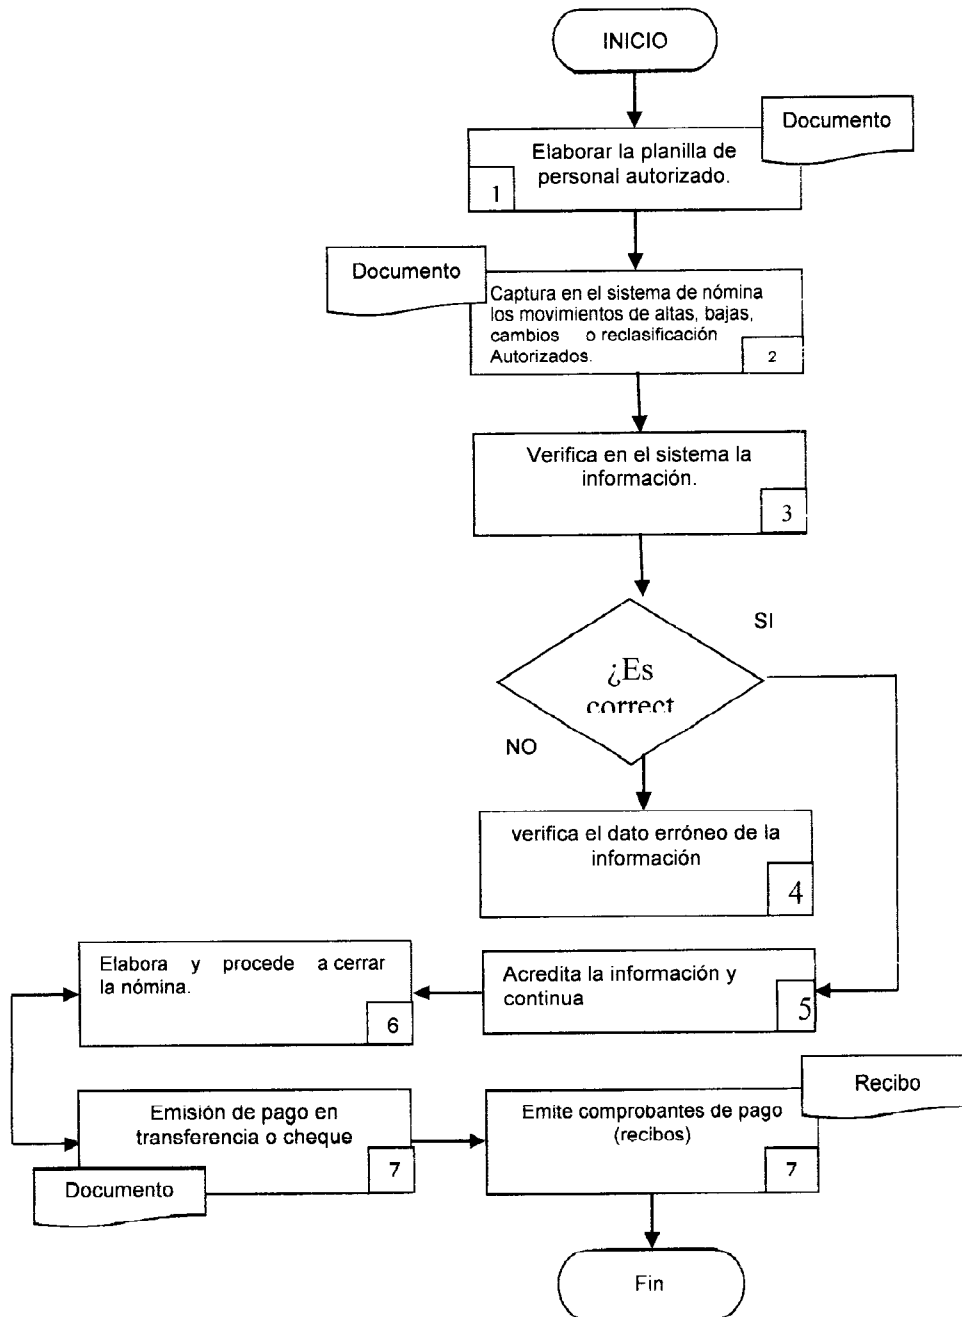 INICIO
Documento
Elaborar la planilla de
personal autorizado.
1
Documento
Captura en el sistema de nómina
los movimientos de altas, bajas,
cambios o reclasificación
Autorizados.
2
Verifica en el sistema la
información.
3
SI
¿Es
correct
NO
verifica el dato erróneo de la
información
4
Elabora y procede a cerrar
la nómina.
6
Acredita la información y
continua
5
Emisión de pago en
transferencia o cheque
7
Documento
Recibo
Emite comprobantes de pago
(recibos)
7
Fin